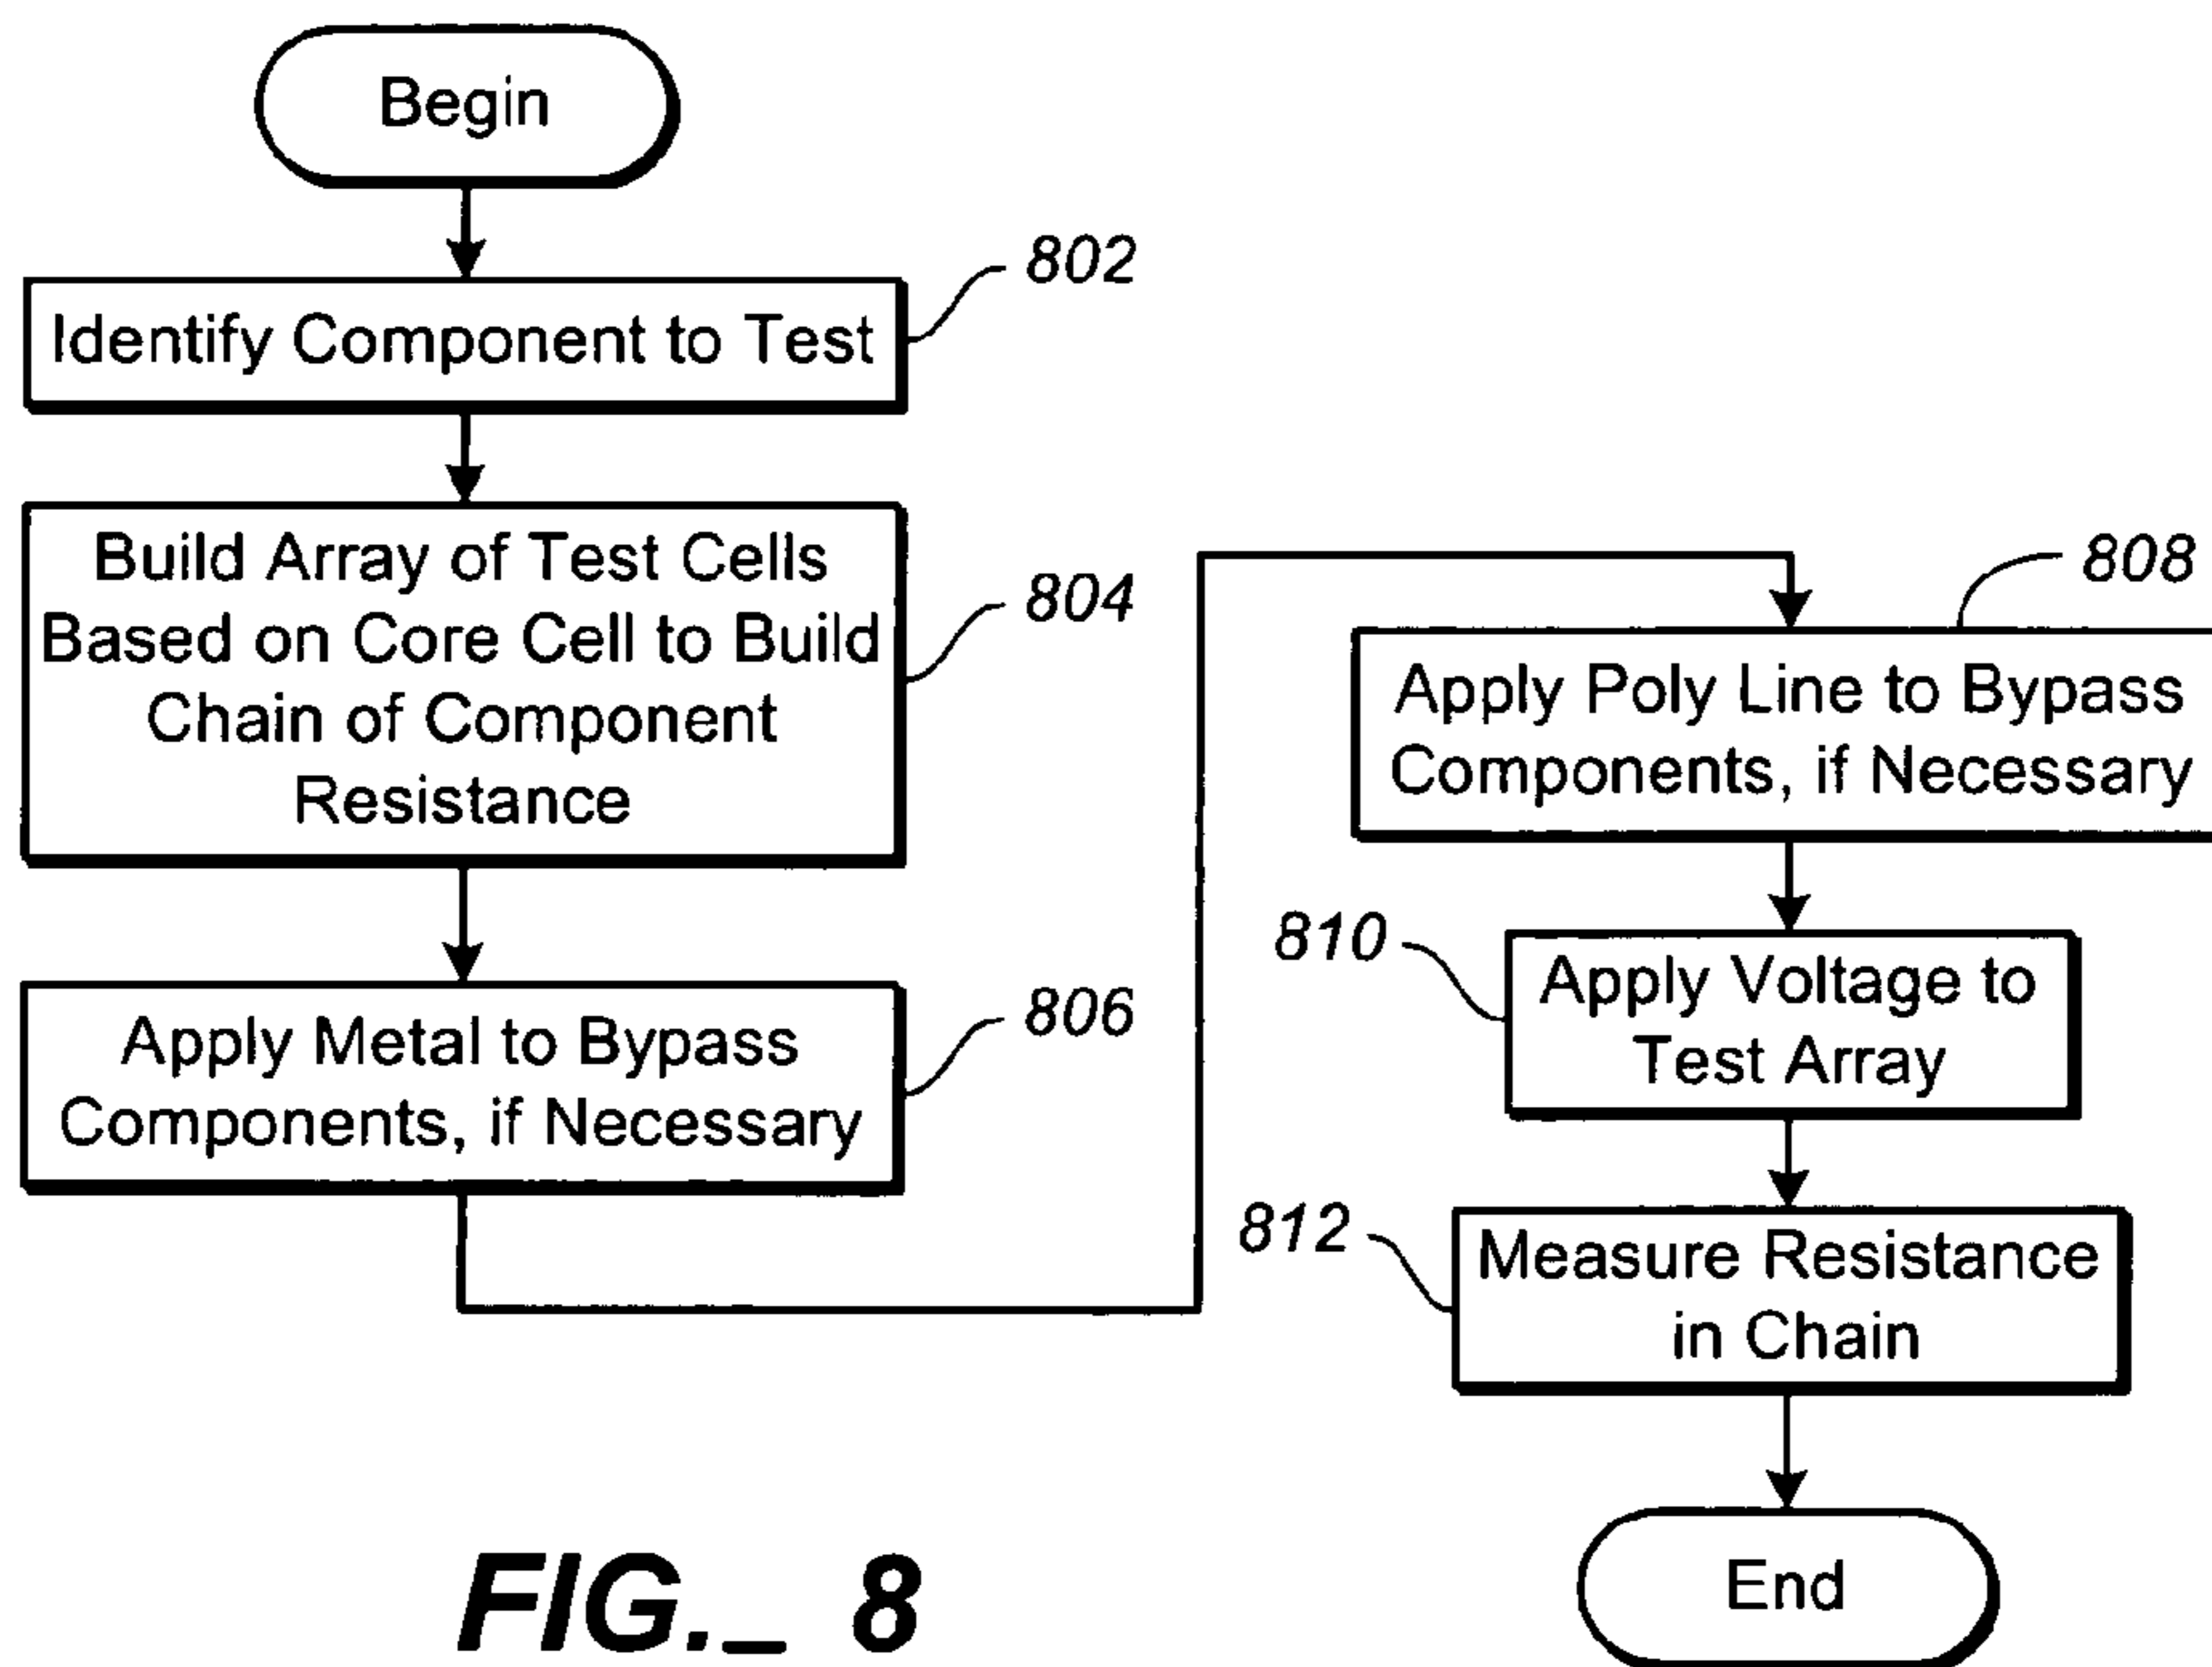 Begin
Identify Component to Test
802
Build Array of Test Cells
Based on Core Cell to Build
Chain of Component
Resistance
804
Apply Metal to Bypass
Components, if Necessary
806
808
Apply Poly Line to Bypass
Components, if Necessary
810
Apply Voltage to
Test Array
812
Measure Resistance
in Chain
End
FIG._ 8